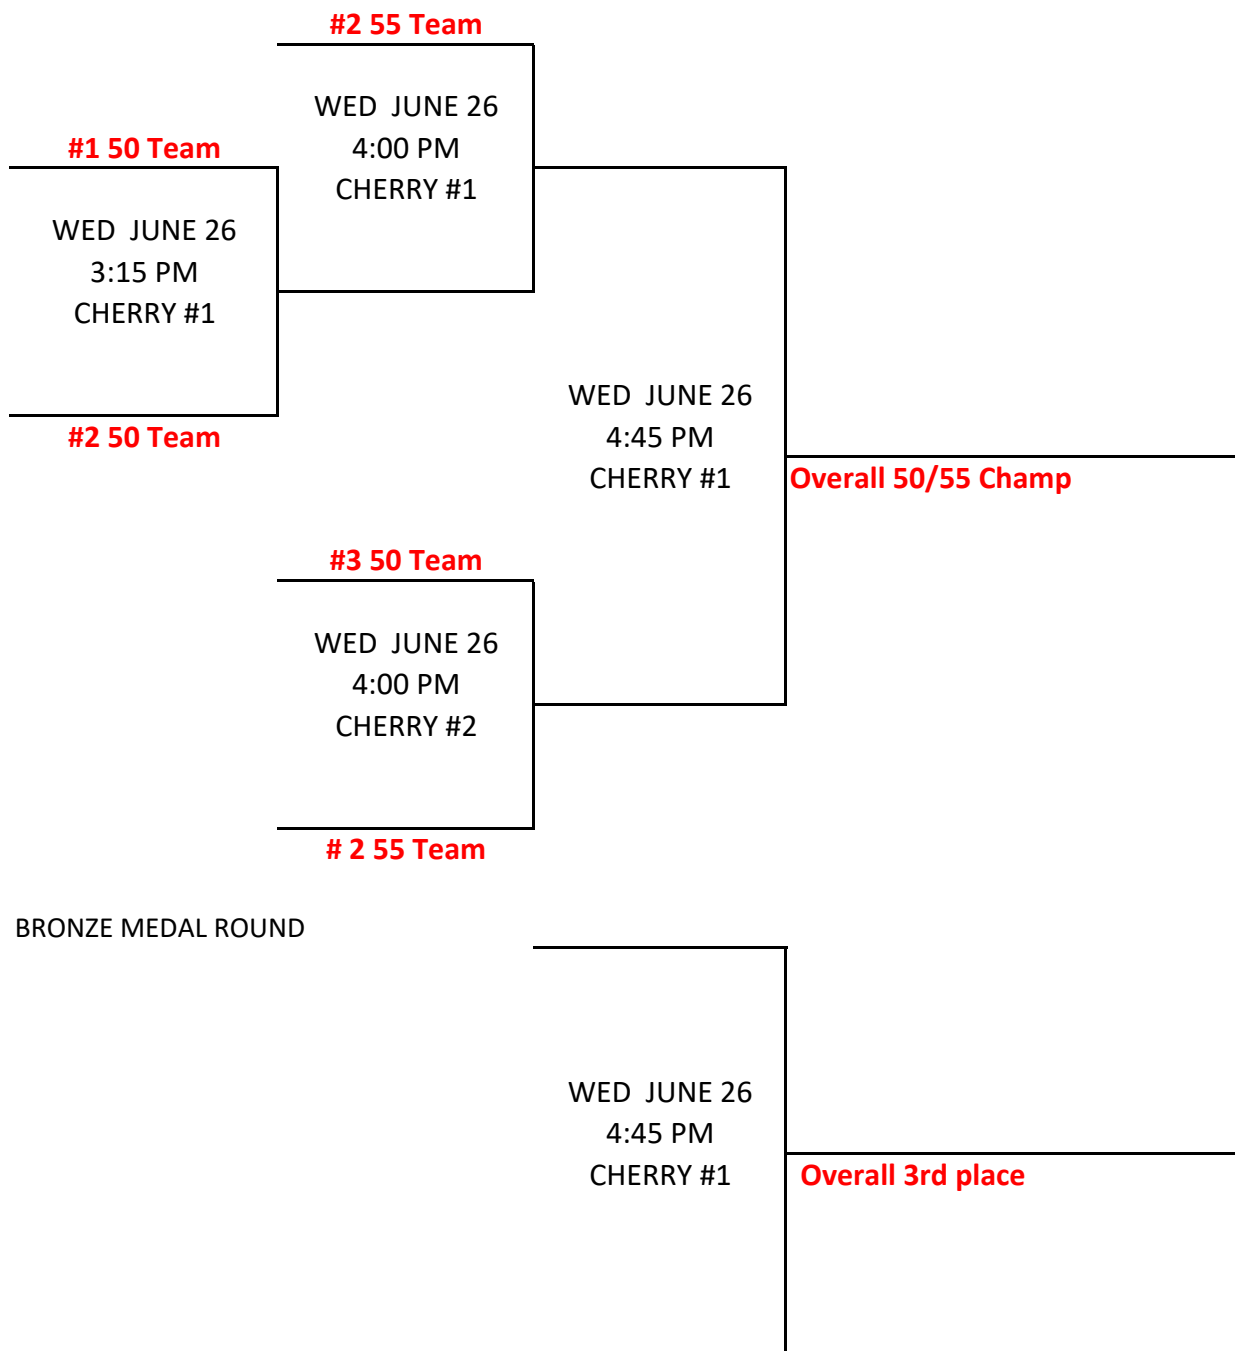 #2 55 Team
WED JUNE 26
4:00 PM
CHERRY #1
#1 50 Team
WED JUNE 26
3:15 PM
CHERRY #1
#2 50 Team
WED JUNE 26
4:45 PM
CHERRY #1
Overall 50/55 Champ
#3 50 Team
WED JUNE 26
4:00 PM
CHERRY #2
# 2 55 Team
BRONZE MEDAL ROUND
WED JUNE 26
4:45 PM
CHERRY #1
Overall 3rd place